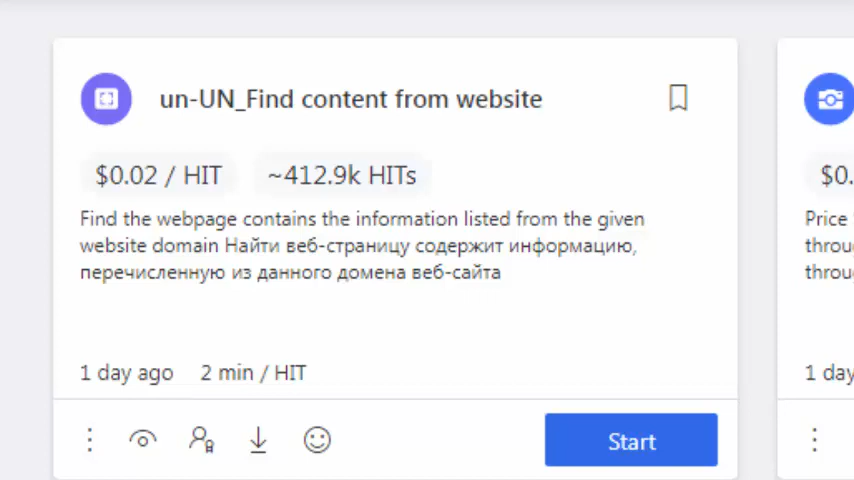 un-UN_Find content from website
$0.02 / HIT ~412.9k HITs
Find the webpage contains the information listed from the given
website domain Найти веб-страницу содержит информацию,
перечисленную из данного домена веб-сайта
1 day ago 2 min / HIT
Start
$0.
Price
throu
throu
1 day